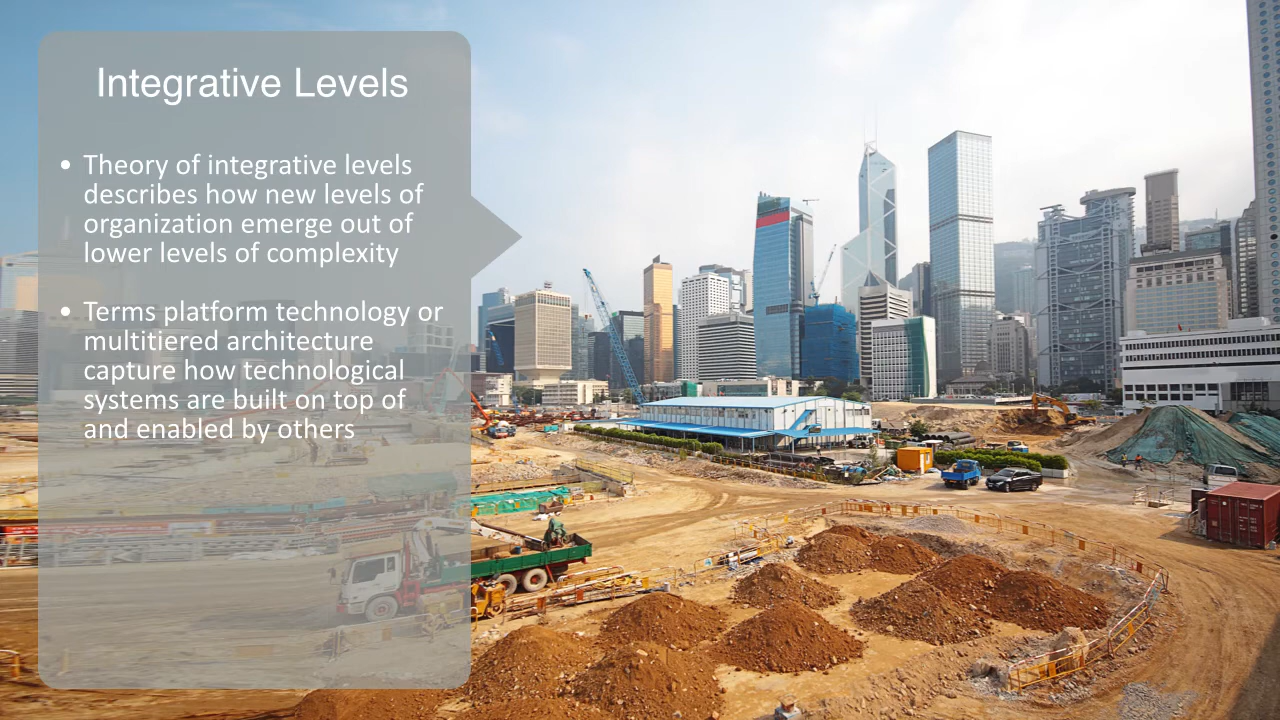 Integrative Levels
• Theory of integrative levels
describes how new levels of
organization emerge out of
lower levels of complexity
• Terms platform technology or
multitiered architecture
capture how technological
systems are built on top of
and enabled by others